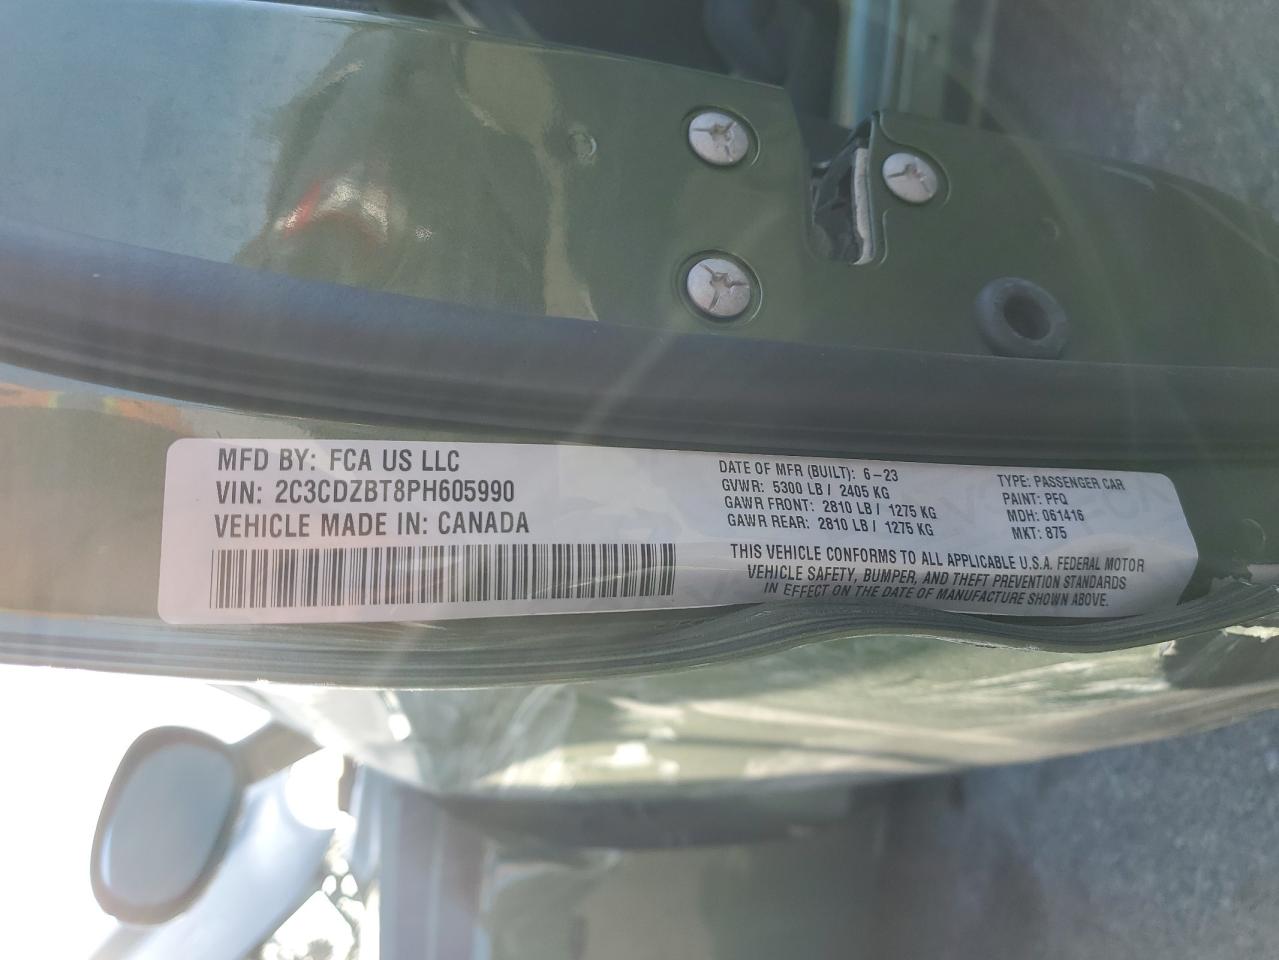 MFD BY: FCA US LLC
VIN: 2C3CDZBT8PH605990
VEHICLE MADE IN: CANADA
DATE OF MFR (BUILT): 6-23
GVWR: 5300 LB / 2405 KG
GAWR FRONT: 2810 LB / 1275 KG
GAWR REAR: 2810 LB / 1275 KG
TYPE: PASSENGER CAR
PAINT: PFQ
MDH: 061416
MKT: 875
THIS VEHICLE CONFORMS TO ALL APPLICABLE U.S.A. FEDERAL MOTOR
VEHICLE SAFETY, BUMPER, AND THEFT PREVENTION STANDARDS
IN EFFECT ON THE DATE OF MANUFACTURE SHOWN ABOVE.